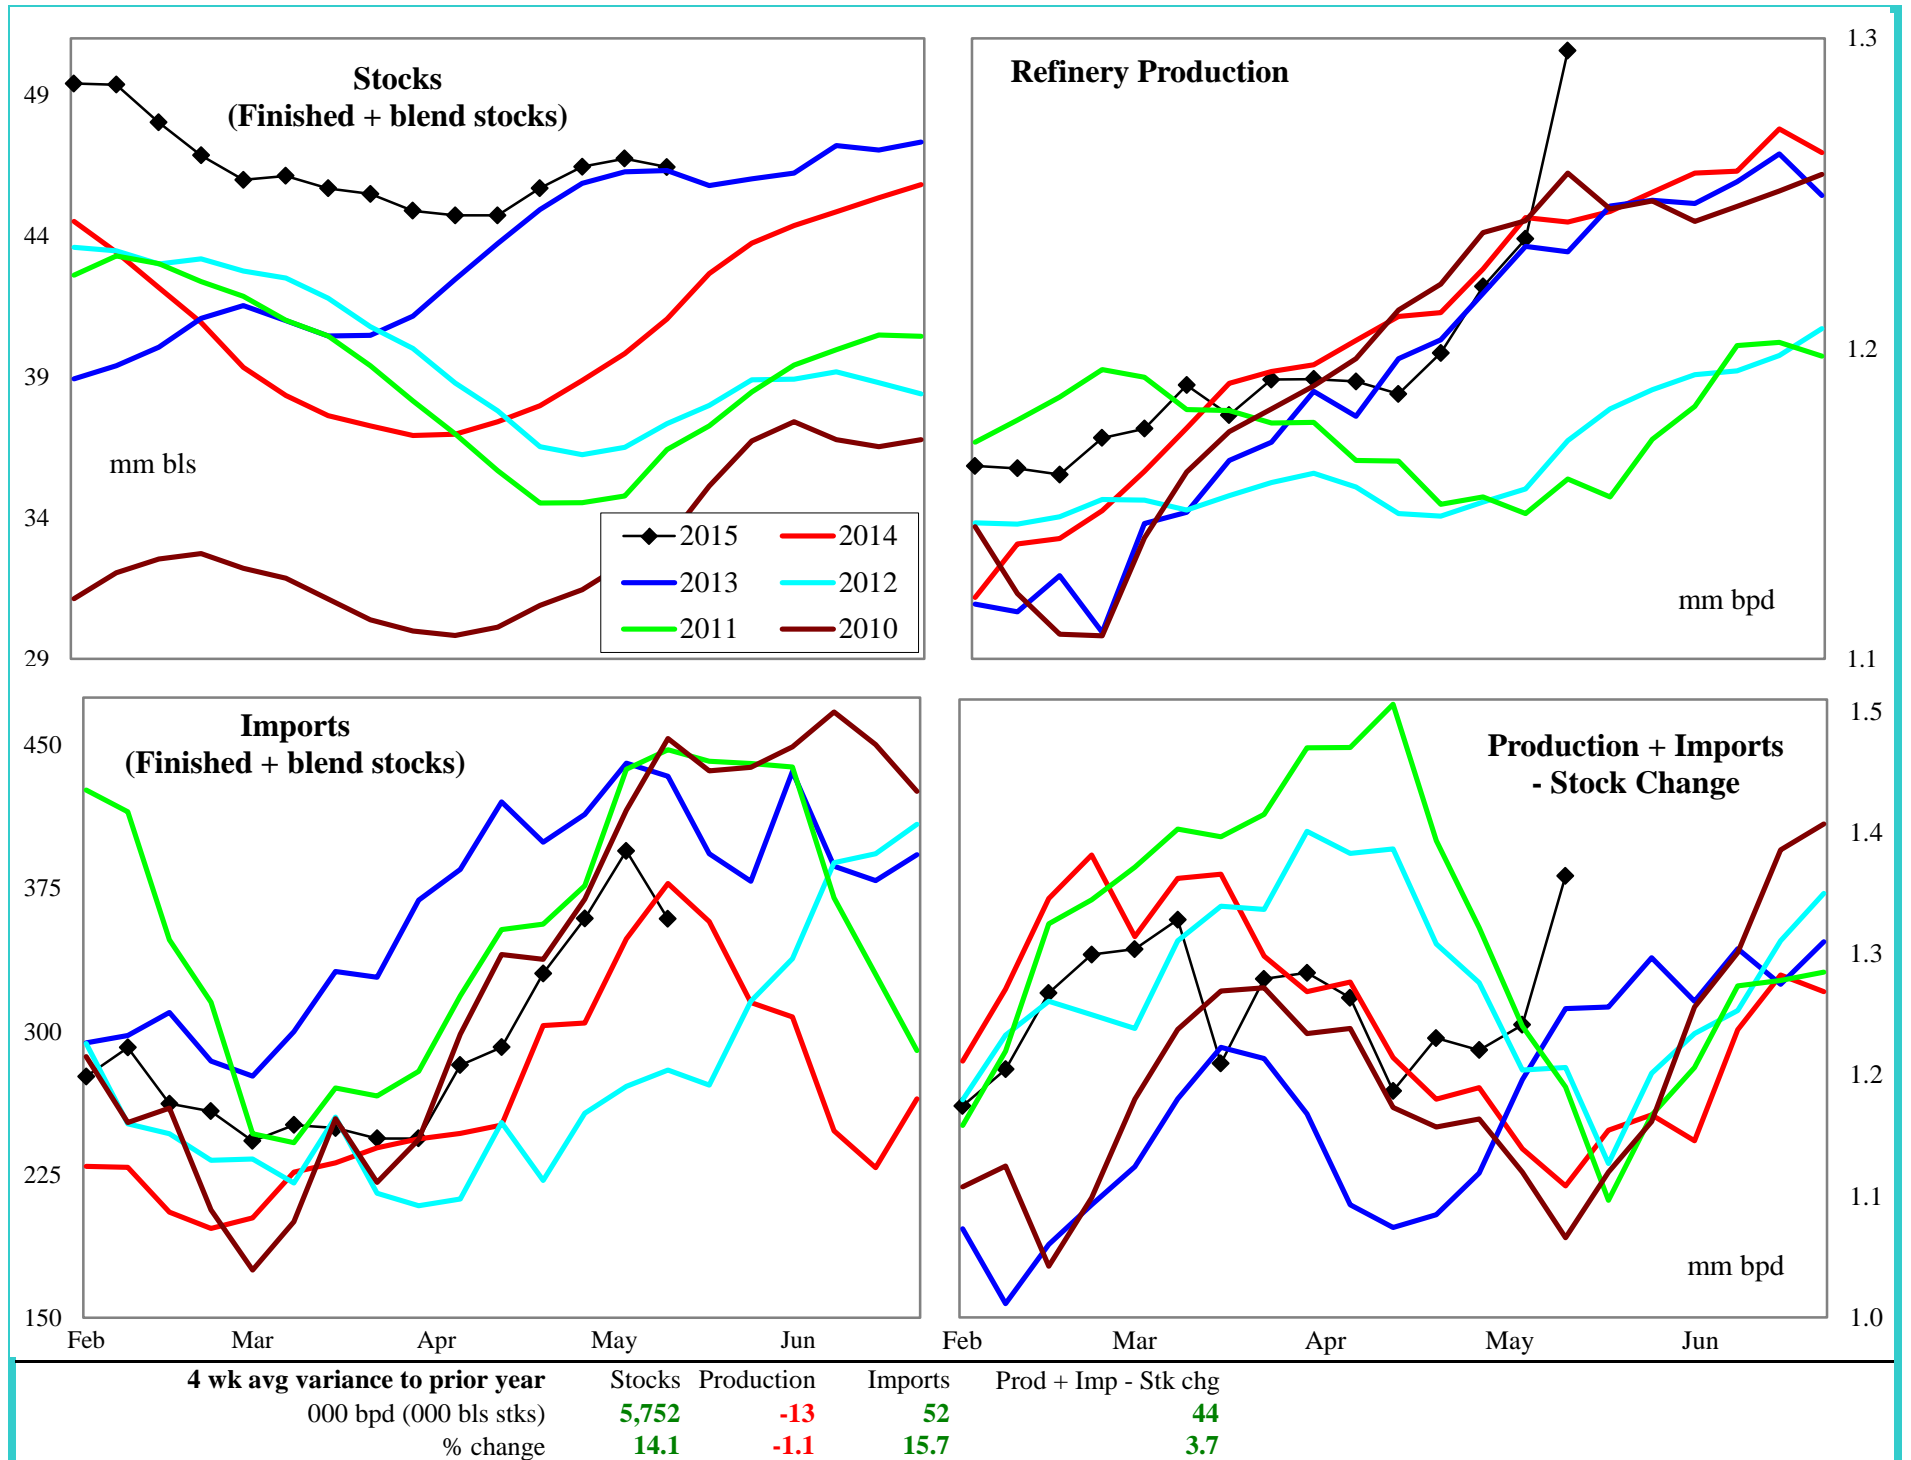 Stocks
(Finished + blend stocks)
49
44
39
34
29
mm bls
2015
2014
2013
2012
2011
2010
Refinery Production
1.3
1.2
1.1
mm bpd
Imports
(Finished + blend stocks)
450
375
300
225
150
Feb Mar Apr May Jun
Production + Imports
- Stock Change
1.5
1.4
1.3
1.2
1.1
1.0
mm bpd
Feb Mar Apr May Jun
4 wk avg variance to prior year Stocks Production Imports Prod + Imp - Stk chg
000 bpd (000 bls stks) 5,752 -13 52 44
% change 14.1 -1.1 15.7 3.7